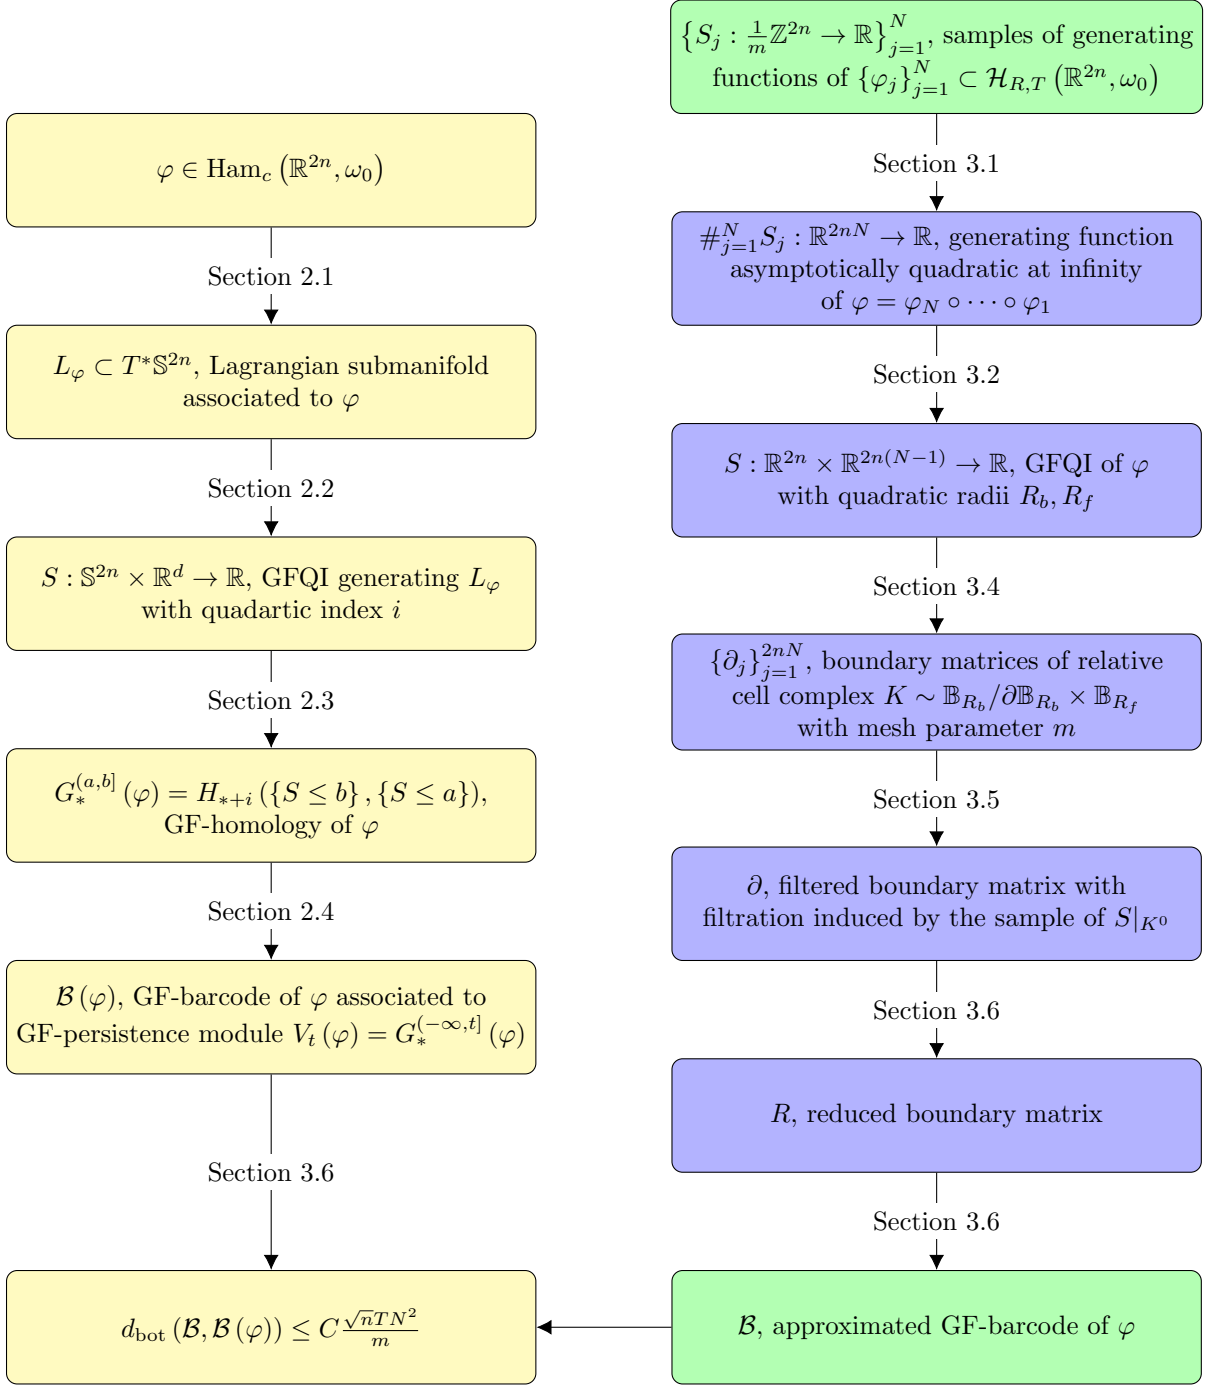 φ ∈ Ham_c (ℝ^{2n}, ω_0)
Section 2.1
L_φ ⊂ T*𝕊^{2n}, Lagrangian submanifold
associated to φ
Section 2.2
S : 𝕊^{2n} × ℝ^d → ℝ, GFQI generating L_φ
with quadartic index i
Section 2.3
G_*^{(a,b]} (φ) = H_{*+i} ({S ≤ b} , {S ≤ a}),
GF-homology of φ
Section 2.4
ℬ (φ), GF-barcode of φ associated to
GF-persistence module V_t (φ) = G_*^{(−∞,t]} (φ)
Section 3.6
d_bot (ℬ, ℬ (φ)) ≤ C \frac{√n T N^2}{m}
{S_j : \frac{1}{m}ℤ^{2n} → ℝ}_{j=1}^N, samples of generating
functions of {φ_j}_{j=1}^N ⊂ ℋ_{R,T} (ℝ^{2n}, ω_0)
Section 3.1
#_{j=1}^N S_j : ℝ^{2nN} → ℝ, generating function
asymptotically quadratic at infinity
of φ = φ_N ∘ ⋯ ∘ φ_1
Section 3.2
S : ℝ^{2n} × ℝ^{2n(N−1)} → ℝ, GFQI of φ
with quadratic radii R_b, R_f
Section 3.4
{∂_j}_{j=1}^{2nN}, boundary matrices of relative
cell complex K ∼ 𝔹_{R_b}/∂𝔹_{R_b} × 𝔹_{R_f}
with mesh parameter m
Section 3.5
∂, filtered boundary matrix with
filtration induced by the sample of S|_{K^0}
Section 3.6
R, reduced boundary matrix
Section 3.6
ℬ, approximated GF-barcode of φ